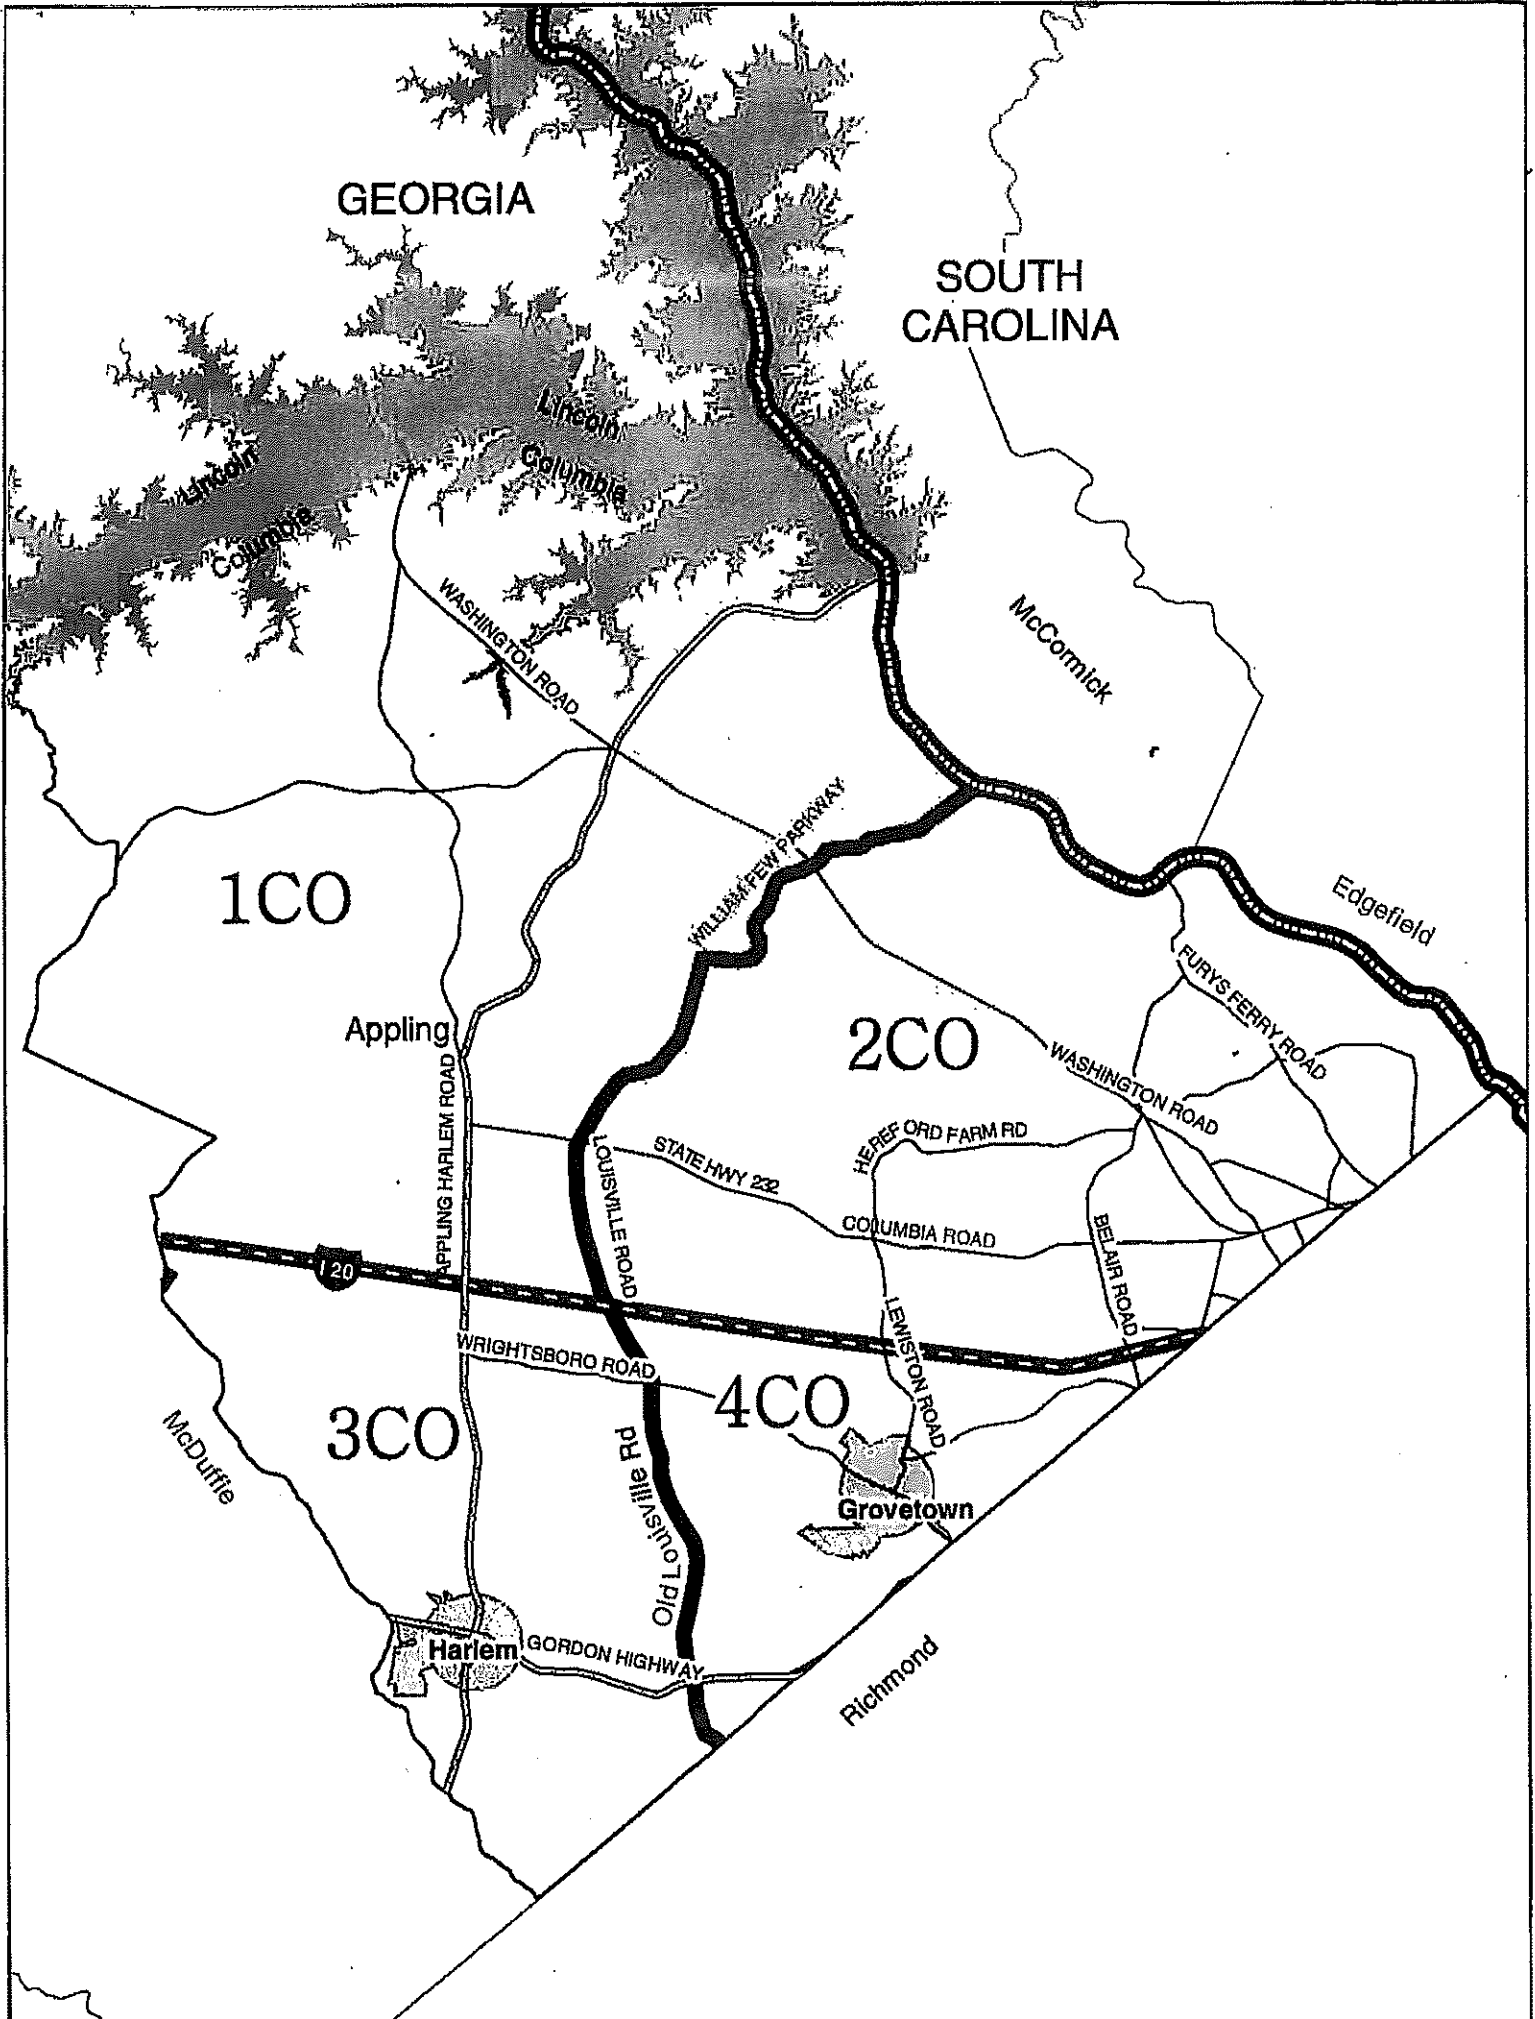 GEORGIA
SOUTH
CAROLINA
Lincoln
Columbia
Lincoln
Columbia
WASHINGTON ROAD
McCormick
WILLIAM FEW PARKWAY
1CO
Edgefield
FURYS FERRY ROAD
Appling
2CO
WASHINGTON ROAD
APPLING HARLEM ROAD
HEREFORD FARM RD
LOUISVILLE ROAD
STATE HWY 232
COLUMBIA ROAD
BELAIR ROAD
I 20
LEWISTON ROAD
WRIGHTSBORO ROAD
4CO
3CO
McDuffie
Old Louisville Rd
Grovetown
Harlem
GORDON HIGHWAY
Richmond